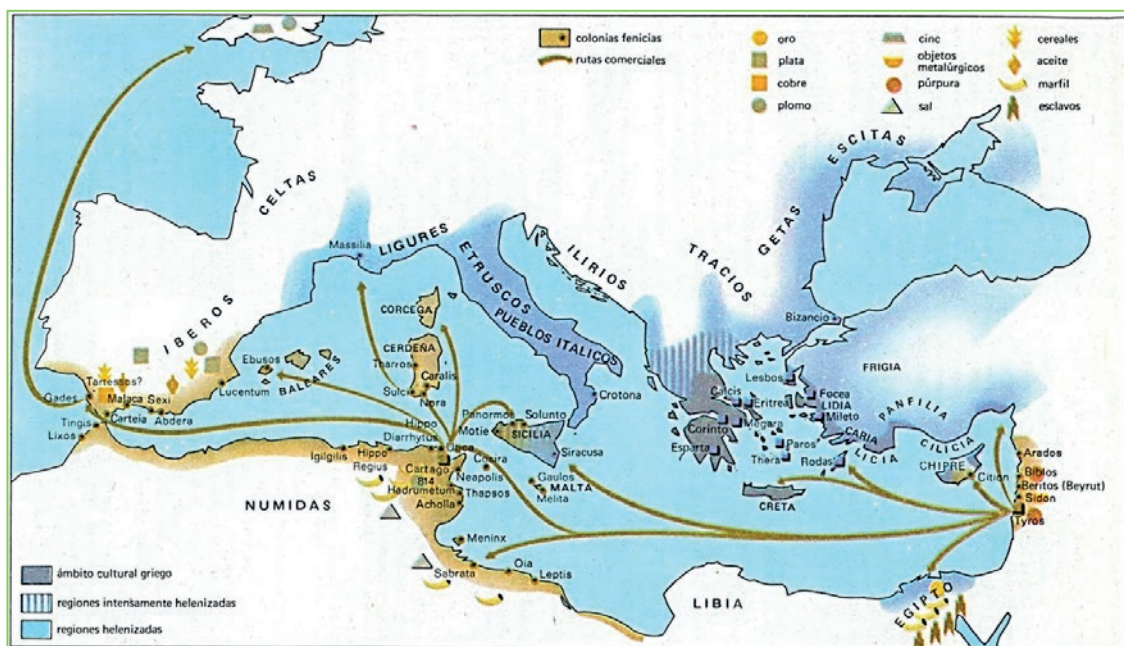 colonias fenicias
rutas comerciales
oro
plata
cobre
plomo
cinc
objetos
metalúrgicos
púrpura
sal
cereales
aceite
marfil
esclavos
CELTAS
ESCITAS
GETAS
TRACIOS
ILIRIOS
LIGURES
Massilia
ETRUSCOS
PUEBLOS ITALICOS
IBEROS
CORCEGA
CERDEÑA
Tharros
Caralis
Sulci
Nora
Ebusos
BALEARES
Lucentum
Tartessos?
Gades
Malaca
Sexi
Carteia
Abdera
Tingis
Lixos
Bizancio
FRIGIA
Lesbos
Focea
LIDIA
Mileto
Calcis
Eritrea
Corinto
Megara
Esparta
Paros
Thera
Rodas
CARIA
LICIA
PANFILIA
CILICIA
CHIPRE
Citión
Arados
Biblos
Beritos (Beyrut)
Sidon
Tyros
Crotona
Panormos
Solunto
Motie
SICILIA
Siracusa
Hippo
Diarrhytus
Utica
Igilgilis
Hippo
Regius
Cartago
814
Cosira
Neapolis
Hadrumetum
Thapsos
Acholla
Gaulos
MALTA
Melita
CRETA
NUMIDAS
Meninx
Sabrata
Oia
Leptis
LIBIA
EGIPTO
ámbito cultural griego
regiones intensamente helenizadas
regiones helenizadas